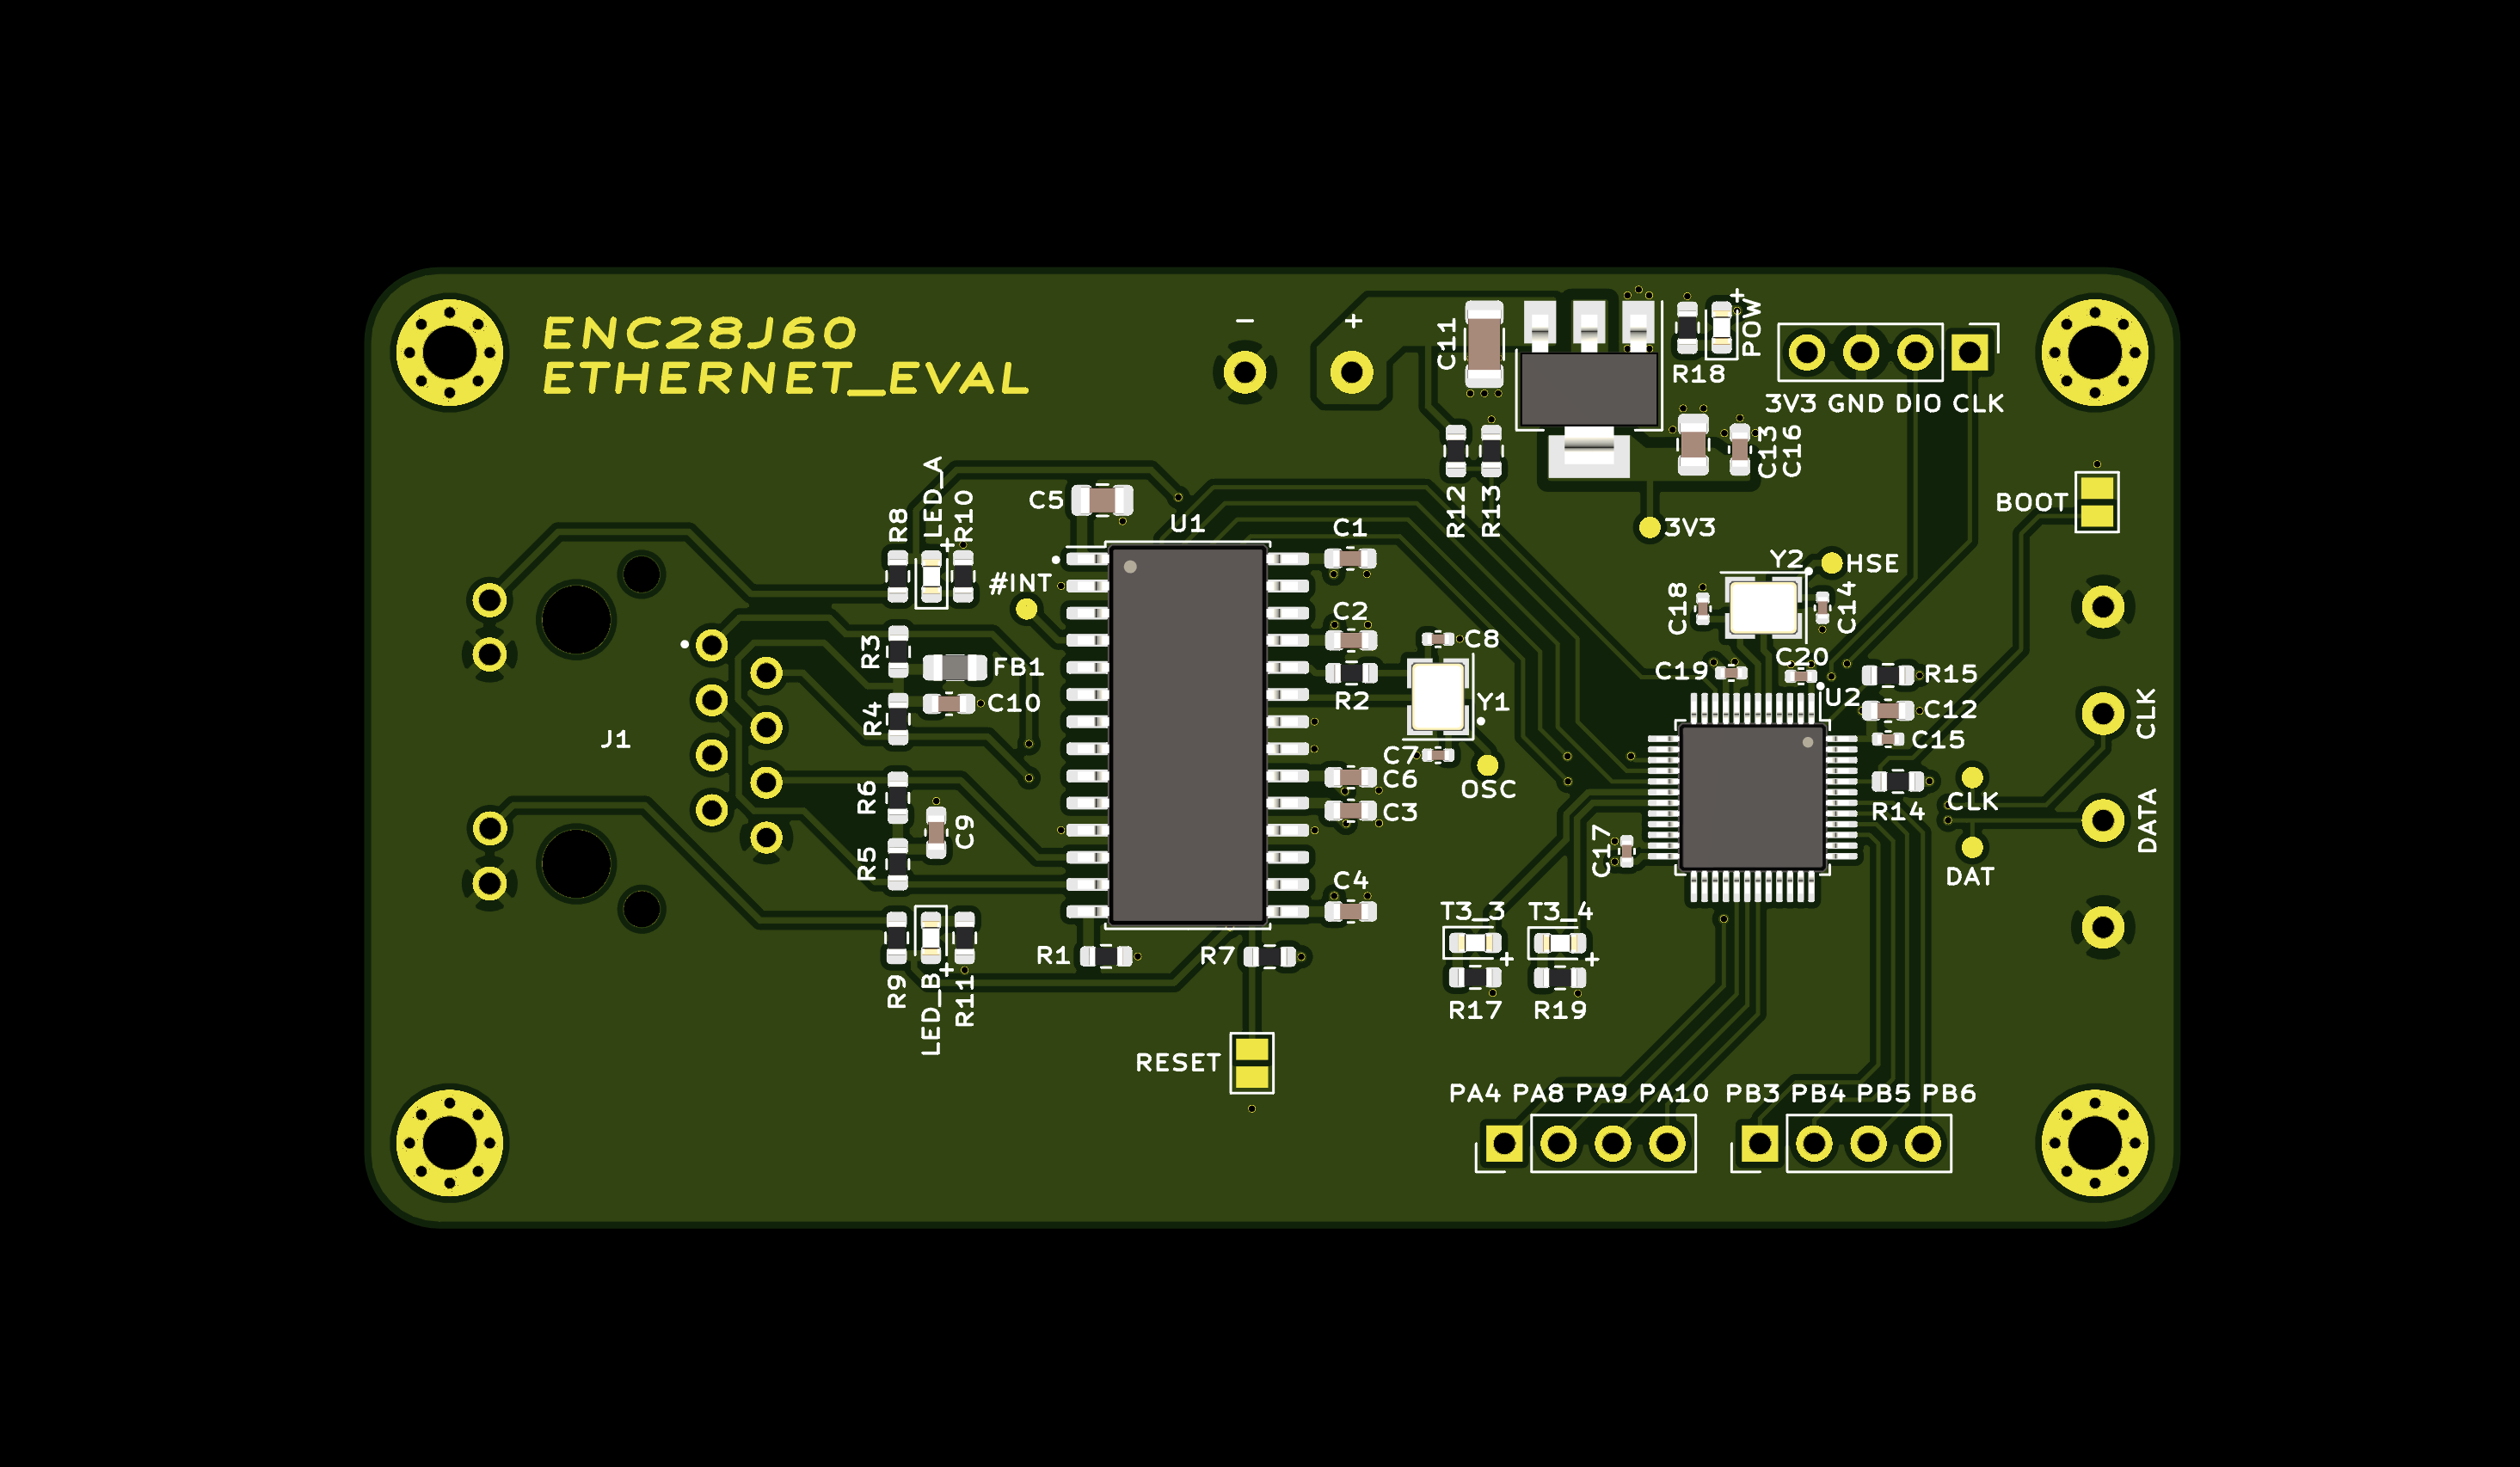 ENC28J60
ETHERNET_EVAL
- +
C11
POW
+
R18
3V3 GND DIO CLK
C13
C16
R12
R13
3V3
BOOT
R8
LED_A
R10
+
C5
U1
C1
#INT
C2
R2
C8
Y1
C7
OSC
C6
C3
C4
R3
FB1
R4
C10
J1
R6
C9
R5
R9
LED_B
R11
+
R1
R7
RESET
Y2
HSE
C18
C14
C19
C20
U2
R15
C12
C15
R14
CLK
DAT
CLK
DATA
C17
T3_3
T3_4
+
+
R17
R19
PA4 PA8 PA9 PA10
PB3 PB4 PB5 PB6